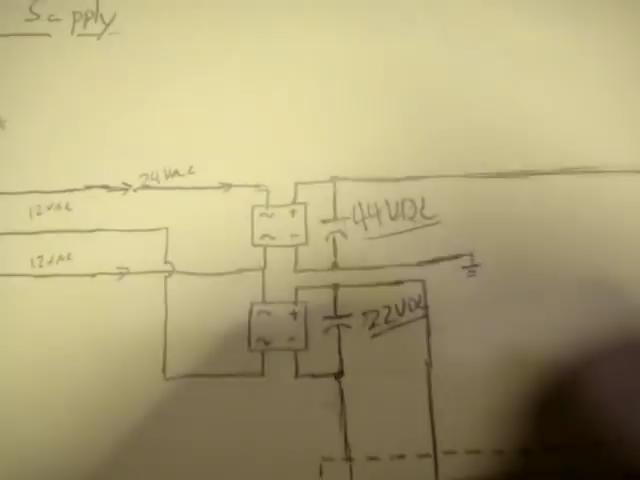 Supply
24VAC
12VAC
44VDC
12VAC
22VDC
~ +
~ -
~ +
~ -